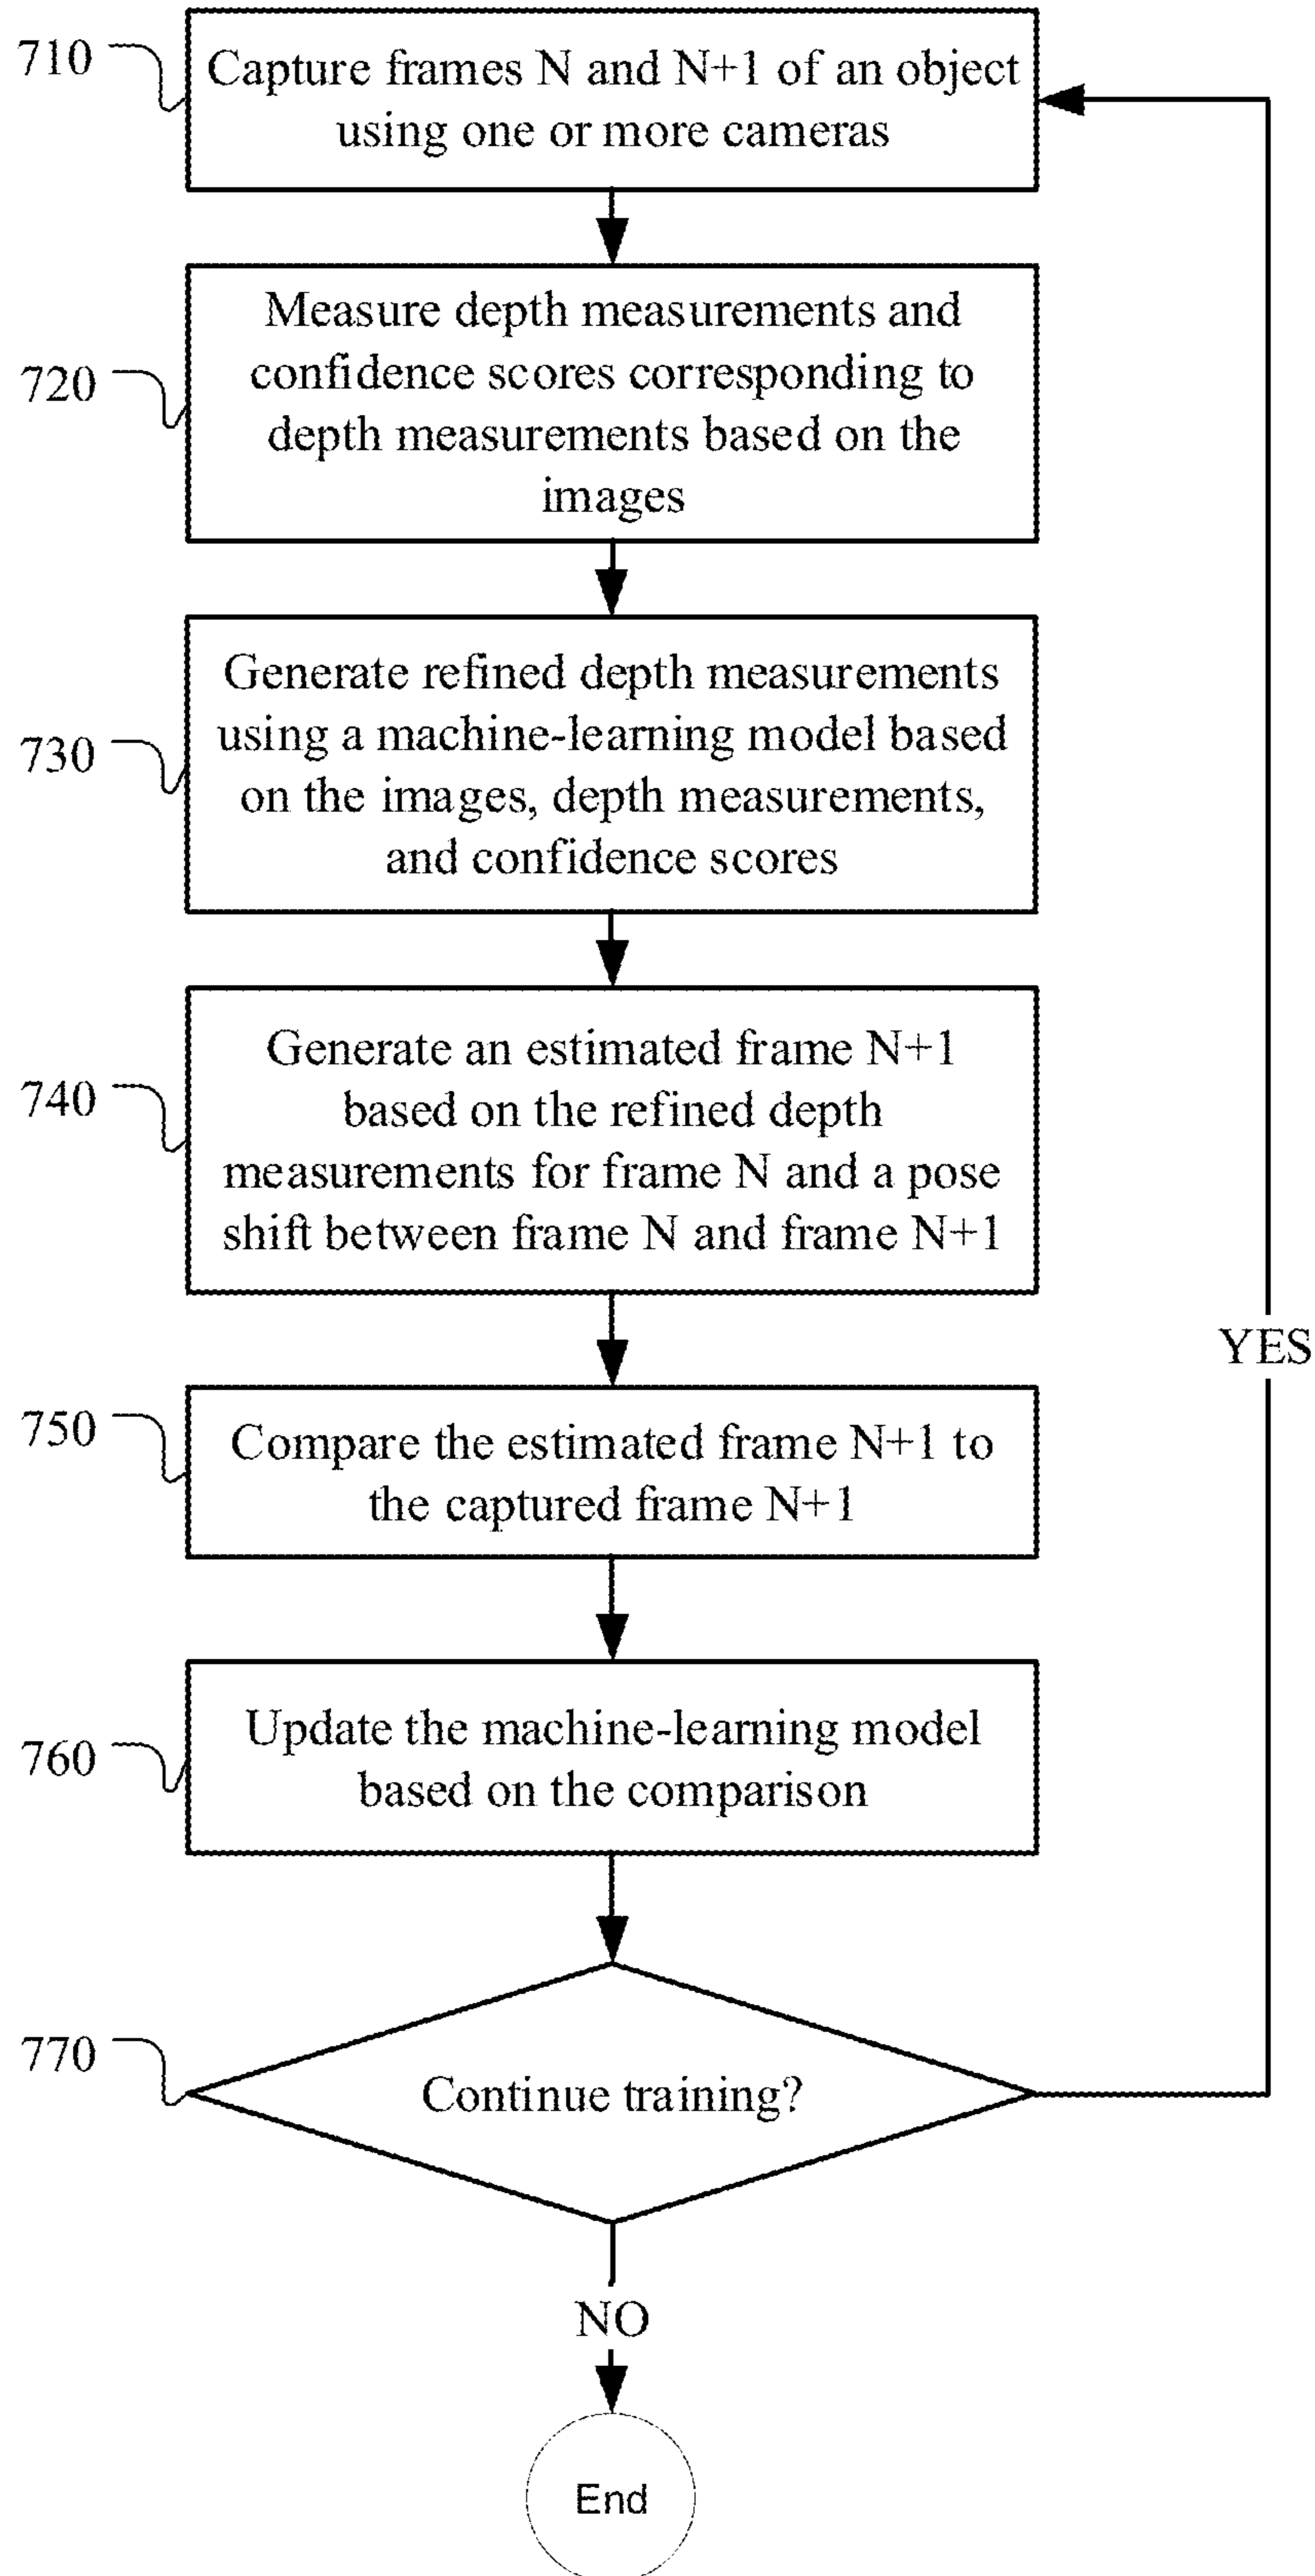 710
Capture frames N and N+1 of an object
using one or more cameras
720
Measure depth measurements and
confidence scores corresponding to
depth measurements based on the
images
730
Generate refined depth measurements
using a machine-learning model based
on the images, depth measurements,
and confidence scores
740
Generate an estimated frame N+1
based on the refined depth
measurements for frame N and a pose
shift between frame N and frame N+1
YES
750
Compare the estimated frame N+1 to
the captured frame N+1
760
Update the machine-learning model
based on the comparison
770
Continue training?
NO
End